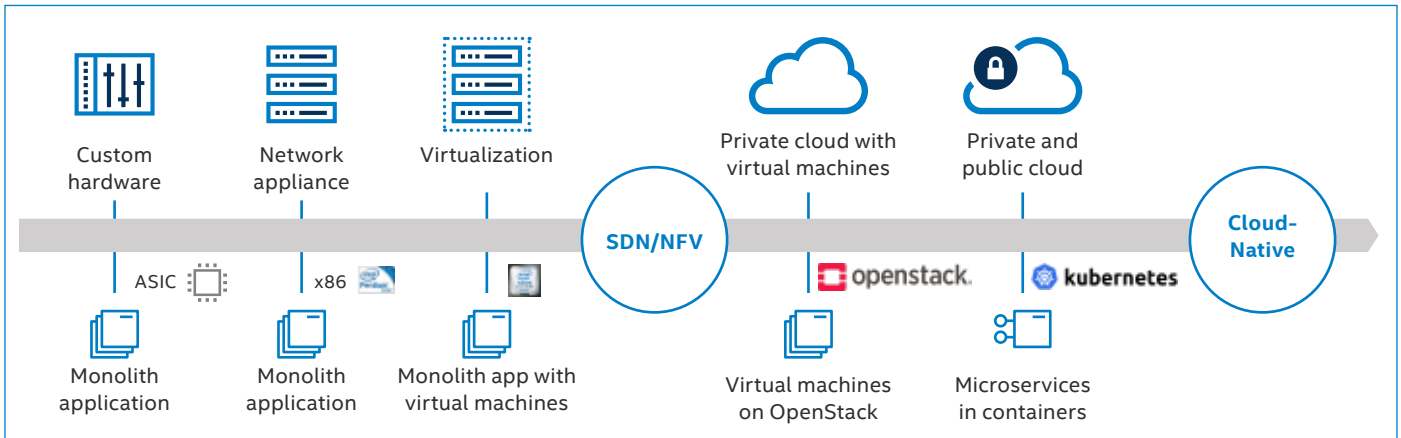 Custom
hardware
Network
appliance
Virtualization
Private cloud with
virtual machines
Private and
public cloud
SDN/NFV
Cloud-
Native
ASIC
x86
openstack.
kubernetes
Monolith
application
Monolith
application
Monolith app with
virtual machines
Virtual machines
on OpenStack
Microservices
in containers